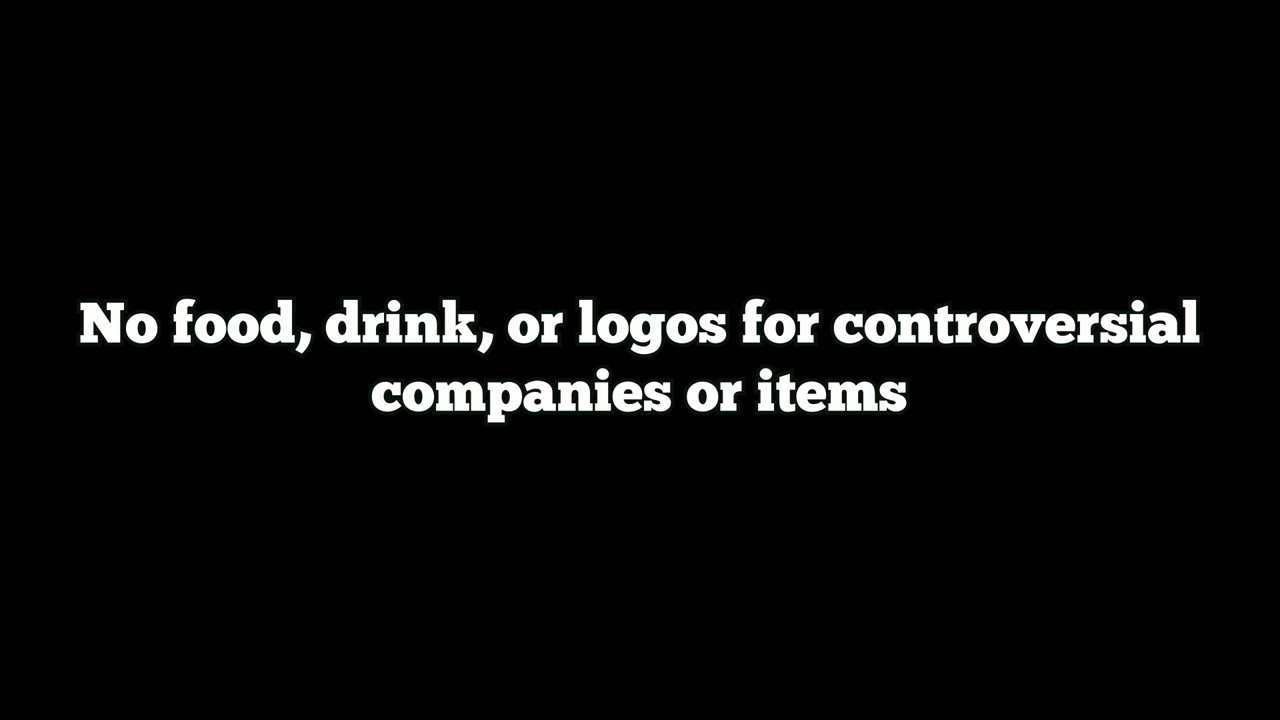 No food, drink, or logos for controversial
companies or items